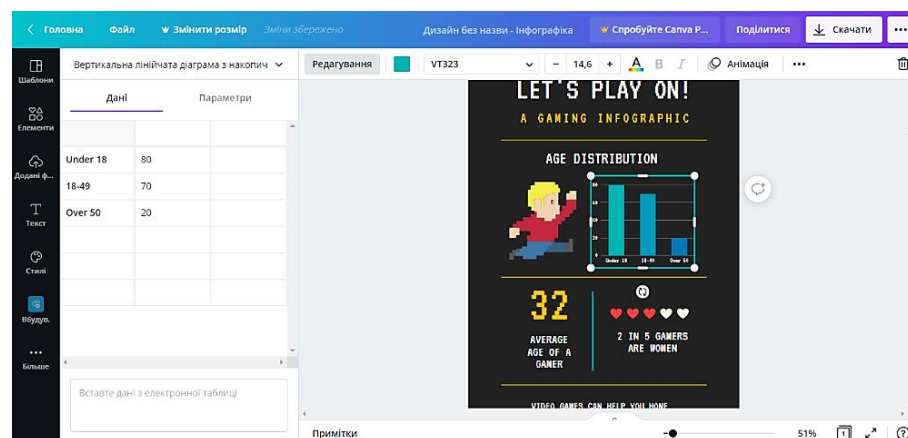 Головна
Файл
Змінити розмір
Зміни збережено
Дизайн без назви - Інфографіка
Спробуйте Canva P...
Поділитися
Скачати
Шаблони
Елементи
Додані ф...
Текст
Стилі
Вбудув.
Більше
Вертикальна лінійчата діаграма з накопич
Дані
Параметри
Under 18 80
18-49 70
Over 50 20
Вставте дані з електронної таблиці
Редагування
VT323
14,6
A
B
I
Анімація
LET'S PLAY ON!
A GAMING INFOGRAPHIC
AGE DISTRIBUTION
Under 18
18-49
Over 50
32
AVERAGE
AGE OF A
GAMER
2 IN 5 GAMERS
ARE WOMEN
VIDEO GAMES CAN HELP YOU HONE
Примітки
51%
1